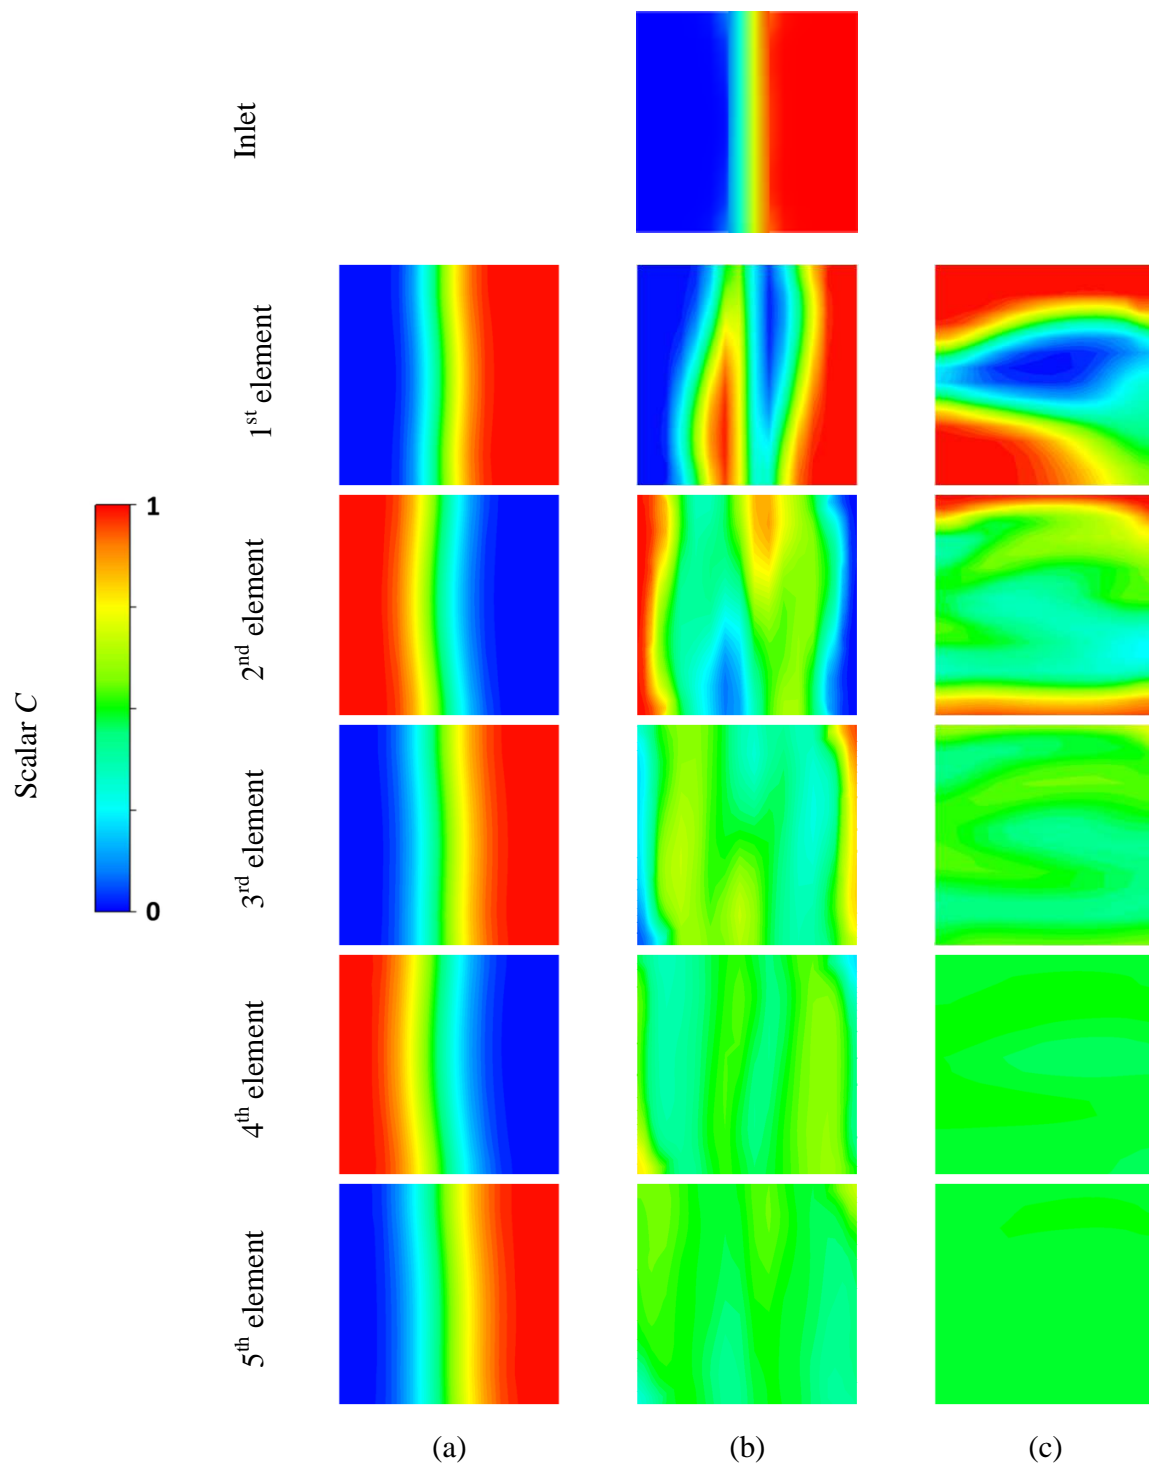 Inlet
1st element
2nd element
3rd element
4th element
5th element
Scalar C
1
0
(a)
(b)
(c)